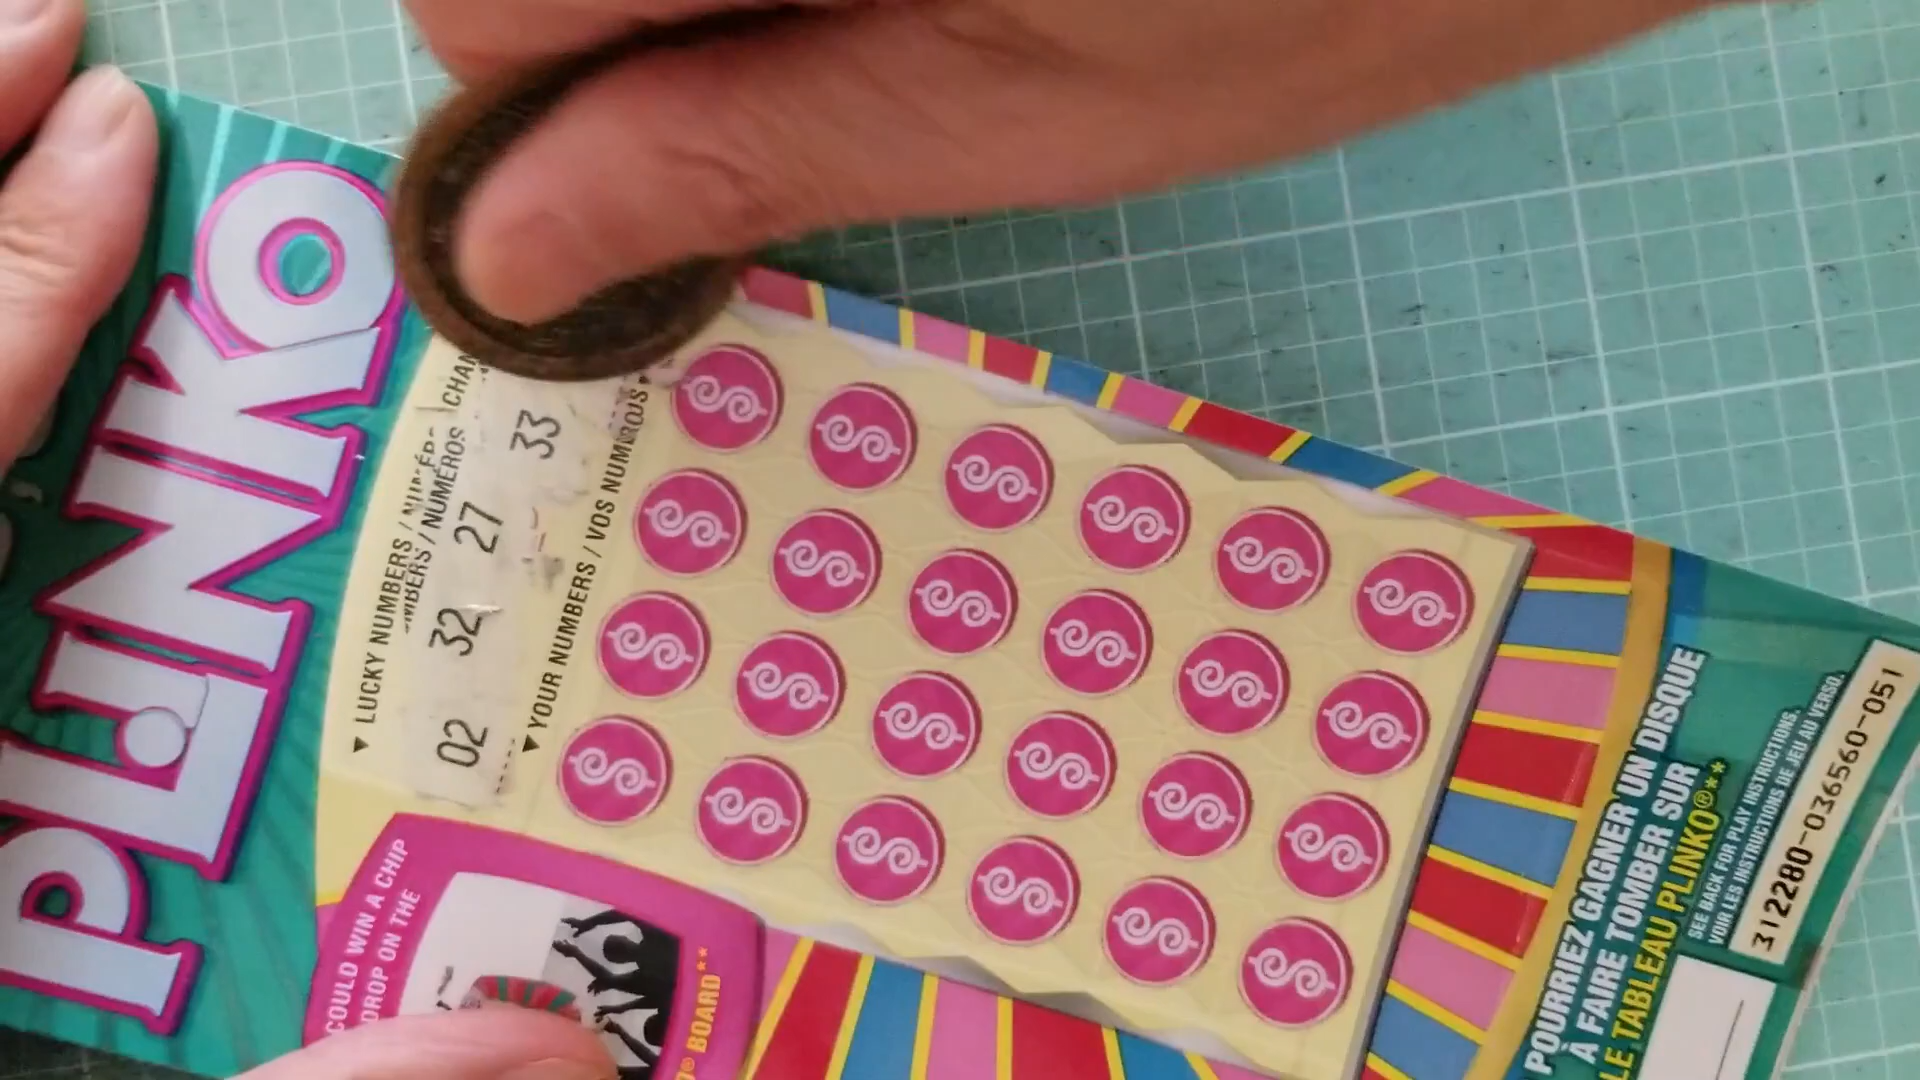 PLINKO
LUCKY NUMBERS /
02 32 27 33
YOUR NUMBERS / VOS NUMÉROS
COULD WIN A CHIP
DROP ON THE
BOARD**
POURRIEZ GAGNER UN DISQUE
À FAIRE TOMBER SUR
LE TABLEAU PLINKO®**
SEE BACK FOR PLAY INSTRUCTIONS.
VOIR LES INSTRUCTIONS DE JEU AU VERSO.
312280-036560-051